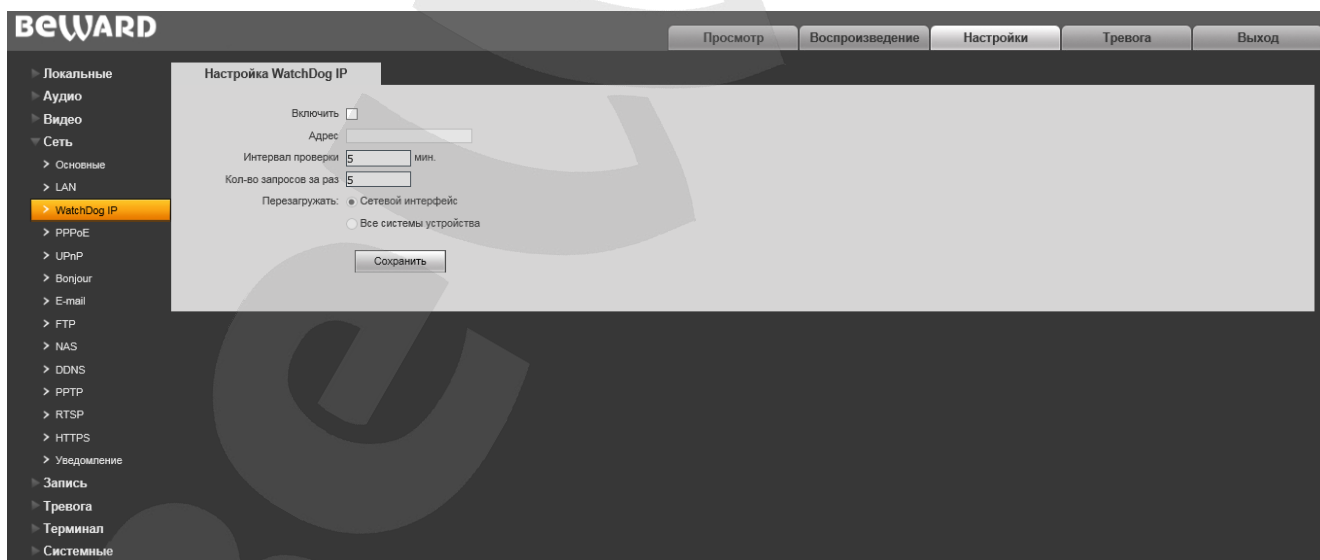 BEWARD
Просмотр
Воспроизведение
Настройки
Тревога
Выход
Локальные
Аудио
Видео
Сеть
Основные
LAN
WatchDog IP
PPPoE
UPnP
Bonjour
E-mail
FTP
NAS
DDNS
PPTP
RTSP
HTTPS
Уведомление
Запись
Тревога
Терминал
Системные
Настройка WatchDog IP
Включить
Адрес
Интервал проверки 5 мин.
Кол-во запросов за раз 5
Перезагружать: Сетевой интерфейс
Все системы устройства
Сохранить